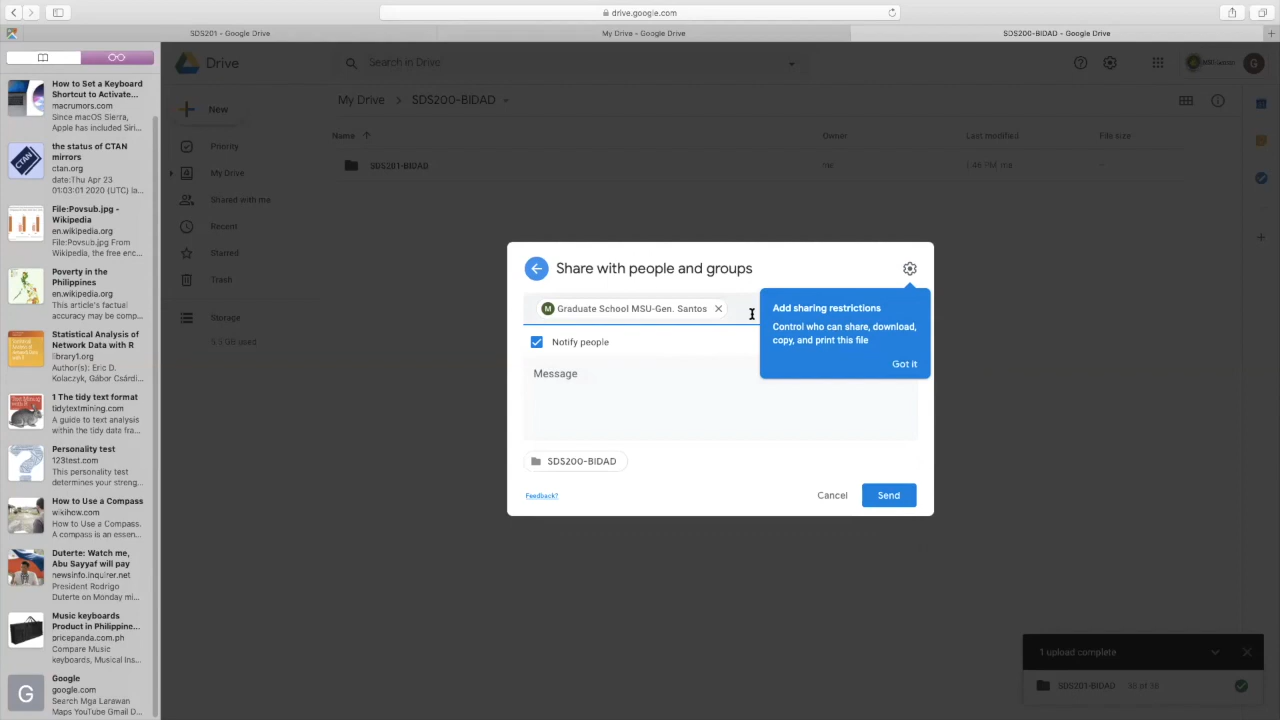 drive.google.com
SDS201 - Google Drive
My Drive - Google Drive
SDS200-BIDAD - Google Drive
How to Set a Keyboard
Shortcut to Activate...
macrumors.com
Since macOS Sierra,
Apple has included Siri...
the status of CTAN
mirrors
ctan.org
date:Thu Apr 23
01:03:01 2020 (UTC) la...
File:Povsub.jpg -
Wikipedia
en.wikipedia.org
File:Povsub.jpg From
Wikipedia, the free enc...
Poverty in the
Philippines
en.wikipedia.org
This article's factual
accuracy may be comp...
Statistical Analysis of
Network Data with R
library1.org
Author(s): Eric D.
Kolaczyk, Gábor Csárdi...
1 The tidy text format
tidytextmining.com
A guide to text analysis
within the tidy data fra...
Personality test
123test.com
This personality test
determines your streng...
How to Use a Compass
wikihow.com
How to Use a Compass.
A compass is an essen...
Duterte: Watch me,
Abu Sayyaf will pay
newsinfo.inquirer.net
President Rodrigo
Duterte on Monday mi...
Music keyboards
Product in Philippine...
pricepanda.com.ph
Compare Music
keyboards, Musical Ins...
G
Google
google.com
Search Mga Larawan
Maps YouTube Gmail D...
Drive
Search in Drive
G
New
Priority
My Drive
Shared with me
Recent
Starred
Trash
Storage
My Drive > SDS200-BIDAD
Name
Owner
Last modified
File size
SDS201-BIDAD
me
1:46 PM me
Share with people and groups
M Graduate School MSU-Gen. Santos
Notify people
Message
SDS200-BIDAD
Feedback?
Cancel
Send
Add sharing restrictions
Control who can share, download,
copy, and print this file
Got it
1 upload complete
SDS201-BIDAD